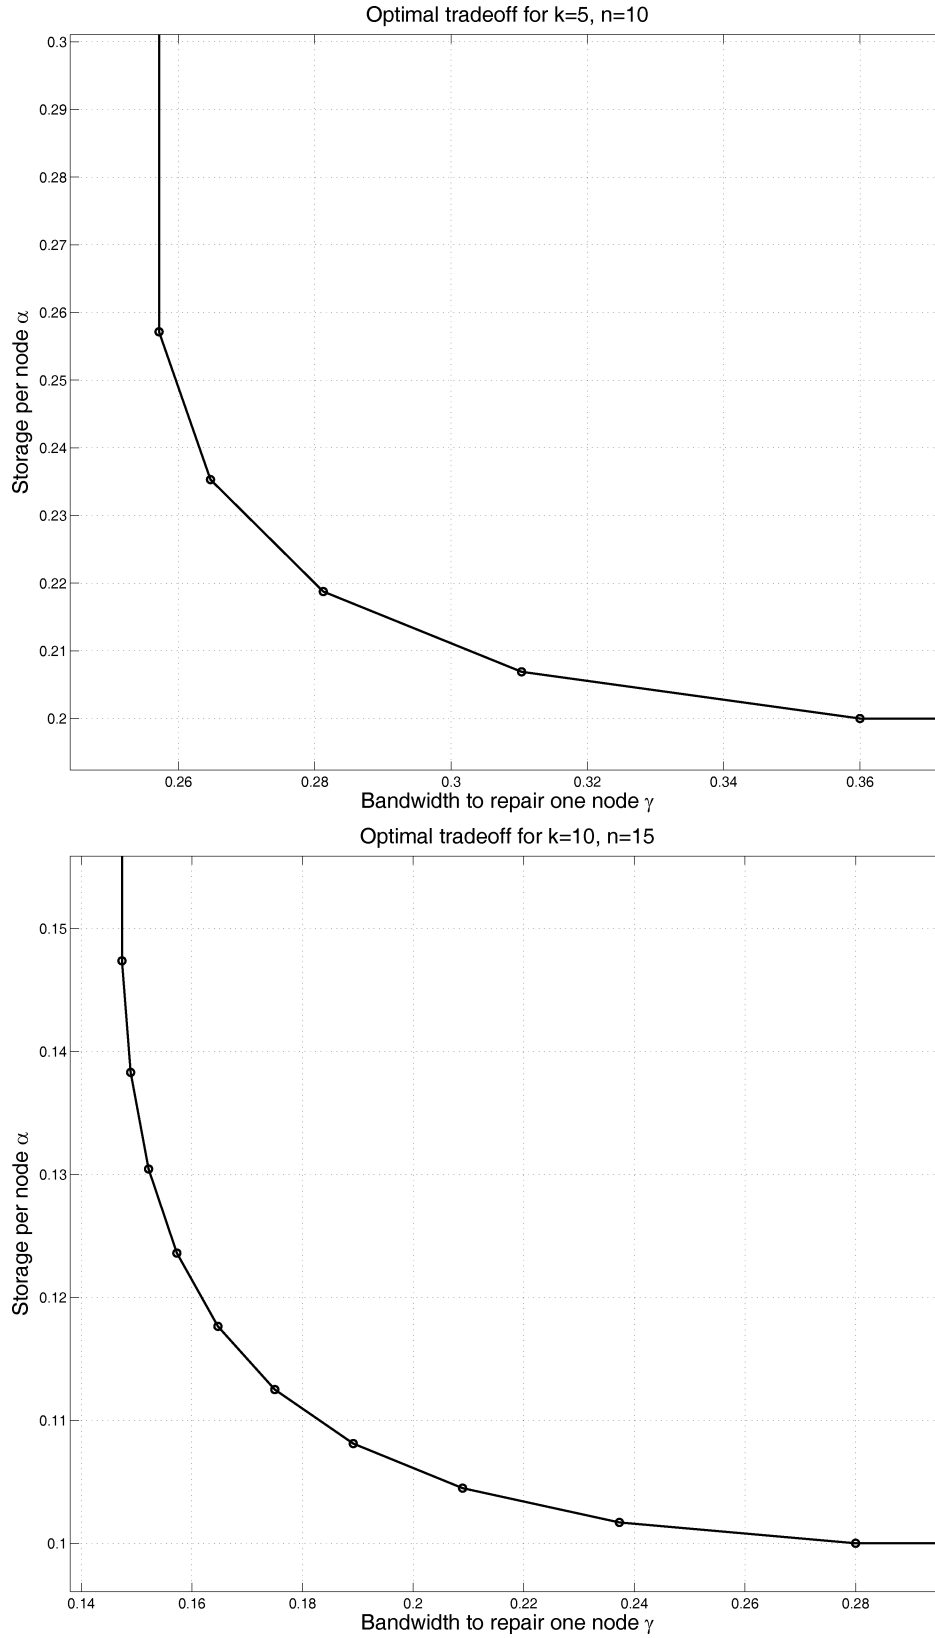 Optimal tradeoff for k=5, n=10
0.3
0.29
0.28
0.27
0.26
0.25
0.24
0.23
0.22
0.21
0.2
Storage per node α
0.26 0.28 0.3 0.32 0.34 0.36
Bandwidth to repair one node γ
Optimal tradeoff for k=10, n=15
0.15
0.14
0.13
0.12
0.11
0.1
Storage per node α
0.14 0.16 0.18 0.2 0.22 0.24 0.26 0.28
Bandwidth to repair one node γ